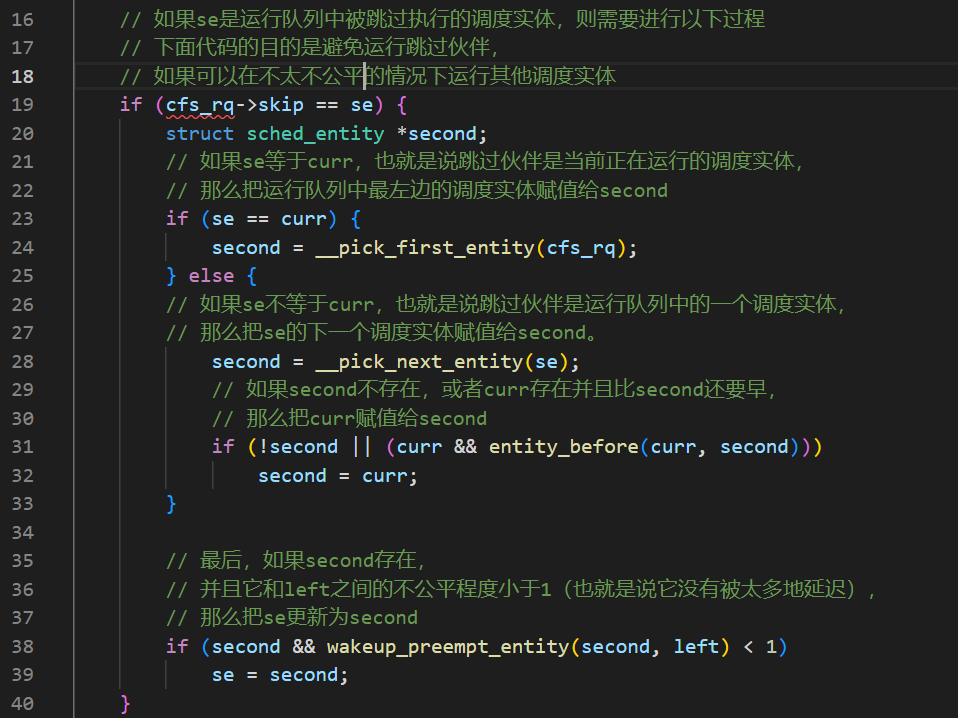 16 // 如果se是运行队列中被跳过执行的调度实体，则需要进行以下过程
17 // 下面代码的目的是避免运行跳过伙伴，
18 // 如果可以在不太不公平的情况下运行其他调度实体
19 if (cfs_rq->skip == se) {
20 struct sched_entity *second;
21 // 如果se等于curr，也就是说跳过伙伴是当前正在运行的调度实体，
22 // 那么把运行队列中最左边的调度实体赋值给second
23 if (se == curr) {
24 second = __pick_first_entity(cfs_rq);
25 } else {
26 // 如果se不等于curr，也就是说跳过伙伴是运行队列中的一个调度实体，
27 // 那么把se的下一个调度实体赋值给second。
28 second = __pick_next_entity(se);
29 // 如果second不存在，或者curr存在并且比second还要早，
30 // 那么把curr赋值给second
31 if (!second || (curr && entity_before(curr, second)))
32 second = curr;
33 }
34
35 // 最后，如果second存在，
36 // 并且它和left之间的不公平程度小于1（也就是说它没有被太多地延迟），
37 // 那么把se更新为second
38 if (second && wakeup_preempt_entity(second, left) < 1)
39 se = second;
40 }